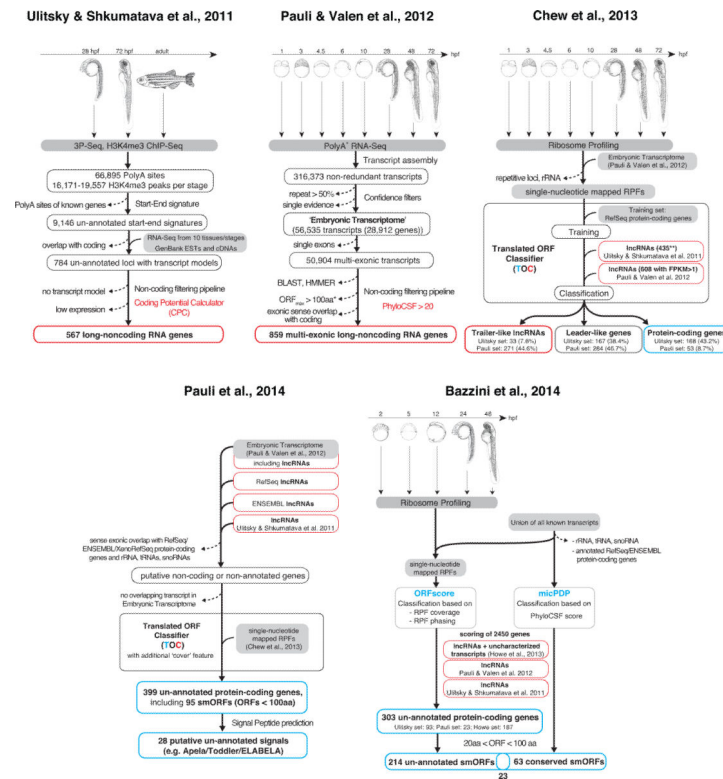 Ulitsky & Shkumatava et al., 2011
28 hpf
72 hpf
adult
3P-Seq, H3K4me3 ChIP-Seq
66,895 PolyA sites
16,171-19,557 H3K4me3 peaks per stage
PolyA sites of known genes
Start-End signature
9,146 un-annotated start-end signatures
overlap with coding
RNA-Seq from 10 tissues/stages
GenBank ESTs and cDNAs
784 un-annotated loci with transcript models
no transcript model
low expression
Non-coding filtering pipeline
Coding Potential Calculator
(CPC)
567 long-noncoding RNA genes
Pauli & Valen et al., 2012
1 3 4.5 6 10 28 48 72 hpf
PolyA+ RNA-Seq
Transcript assembly
316,373 non-redundant transcripts
repeat > 50%
single evidence
Confidence filters
'Embryonic Transcriptome'
(56,535 transcripts (28,912 genes))
single exons
50,904 multi-exonic transcripts
BLAST, HMMER
ORFmax > 100aa*
exonic sense overlap
with coding
Non-coding filtering pipeline
PhyloCSF > 20
859 multi-exonic long-noncoding RNA genes
Chew et al., 2013
1 3 4.5 6 10 28 48 72 hpf
Ribosome Profiling
repetitive loci, rRNA
Embryonic Transcriptome
(Pauli & Valen et al., 2012)
single-nucleotide mapped RPFs
Training set:
RefSeq protein-coding genes
Training
Translated ORF
Classifier
(TOC)
lncRNAs (435**)
Ulitsky & Shkumatava et al. 2011
lncRNAs (608 with FPKM>1)
Pauli & Valen et al., 2012
Classification
Trailer-like lncRNAs
Ulitsky set: 33 (7.6%)
Pauli set: 271 (44.6%)
Leader-like genes
Ulitsky set: 167 (38.4%)
Pauli set: 284 (46.7%)
Protein-coding genes
Ulitsky set: 188 (43.2%)
Pauli set: 53 (8.7%)
Pauli et al., 2014
Embryonic Transcriptome
(Pauli & Valen et al., 2012)
including lncRNAs
RefSeq lncRNAs
ENSEMBL lncRNAs
lncRNAs
Ulitsky & Shkumatava et al. 2011
sense exonic overlap with RefSeq/
ENSEMBL/XenoRefSeq protein-coding
genes and rRNA, tRNAs, snoRNAs
putative non-coding or non-annotated genes
no overlapping transcript in
Embryonic Transcriptome
Translated ORF
Classifier
(TOC)
with additional 'cover' feature
single-nucleotide
mapped RPFs
(Chew et al., 2013)
399 un-annotated protein-coding genes,
including 95 smORFs (ORFs < 100aa)
Signal Peptide prediction
28 putative un-annotated signals
(e.g. Apela/Toddler/ELABELA)
Bazzini et al., 2014
2 5 12 24 48 hpf
Ribosome Profiling
Union of all known transcripts
- rRNA, tRNA, snoRNA
- annotated RefSeq/ENSEMBL
protein-coding genes
single-nucleotide
mapped RPFs
ORFscore
Classification based on
- RPF coverage
- RPF phasing
micPDP
Classification based on
PhyloCSF score
scoring of 2450 genes
lncRNAs + uncharacterized
transcripts (Howe et al., 2013)
lncRNAs
Pauli & Valen et al. 2012
lncRNAs
Ulitsky & Shkumatava et al. 2011
303 un-annotated protein-coding genes
Ulitsky set: 93; Pauli set: 23; Howe set: 187
20aa < ORF < 100 aa
214 un-annotated smORFs
63 conserved smORFs
23